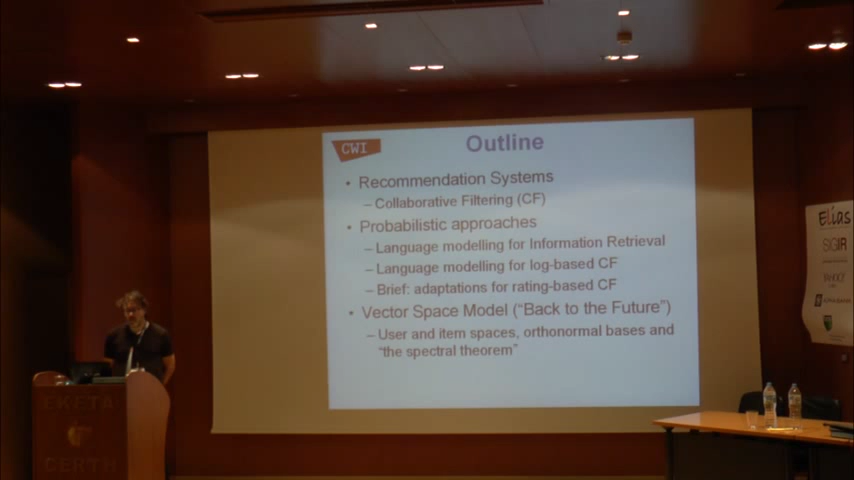 CWI
Outline
• Recommendation Systems
– Collaborative Filtering (CF)
• Probabilistic approaches
– Language modelling for Information Retrieval
– Language modelling for log-based CF
– Brief: adaptations for rating-based CF
• Vector Space Model (“Back to the Future”)
– User and item spaces, orthonormal bases and
“the spectral theorem”
Elias
SIGIR
YAHOO!
EKETA
CERTH